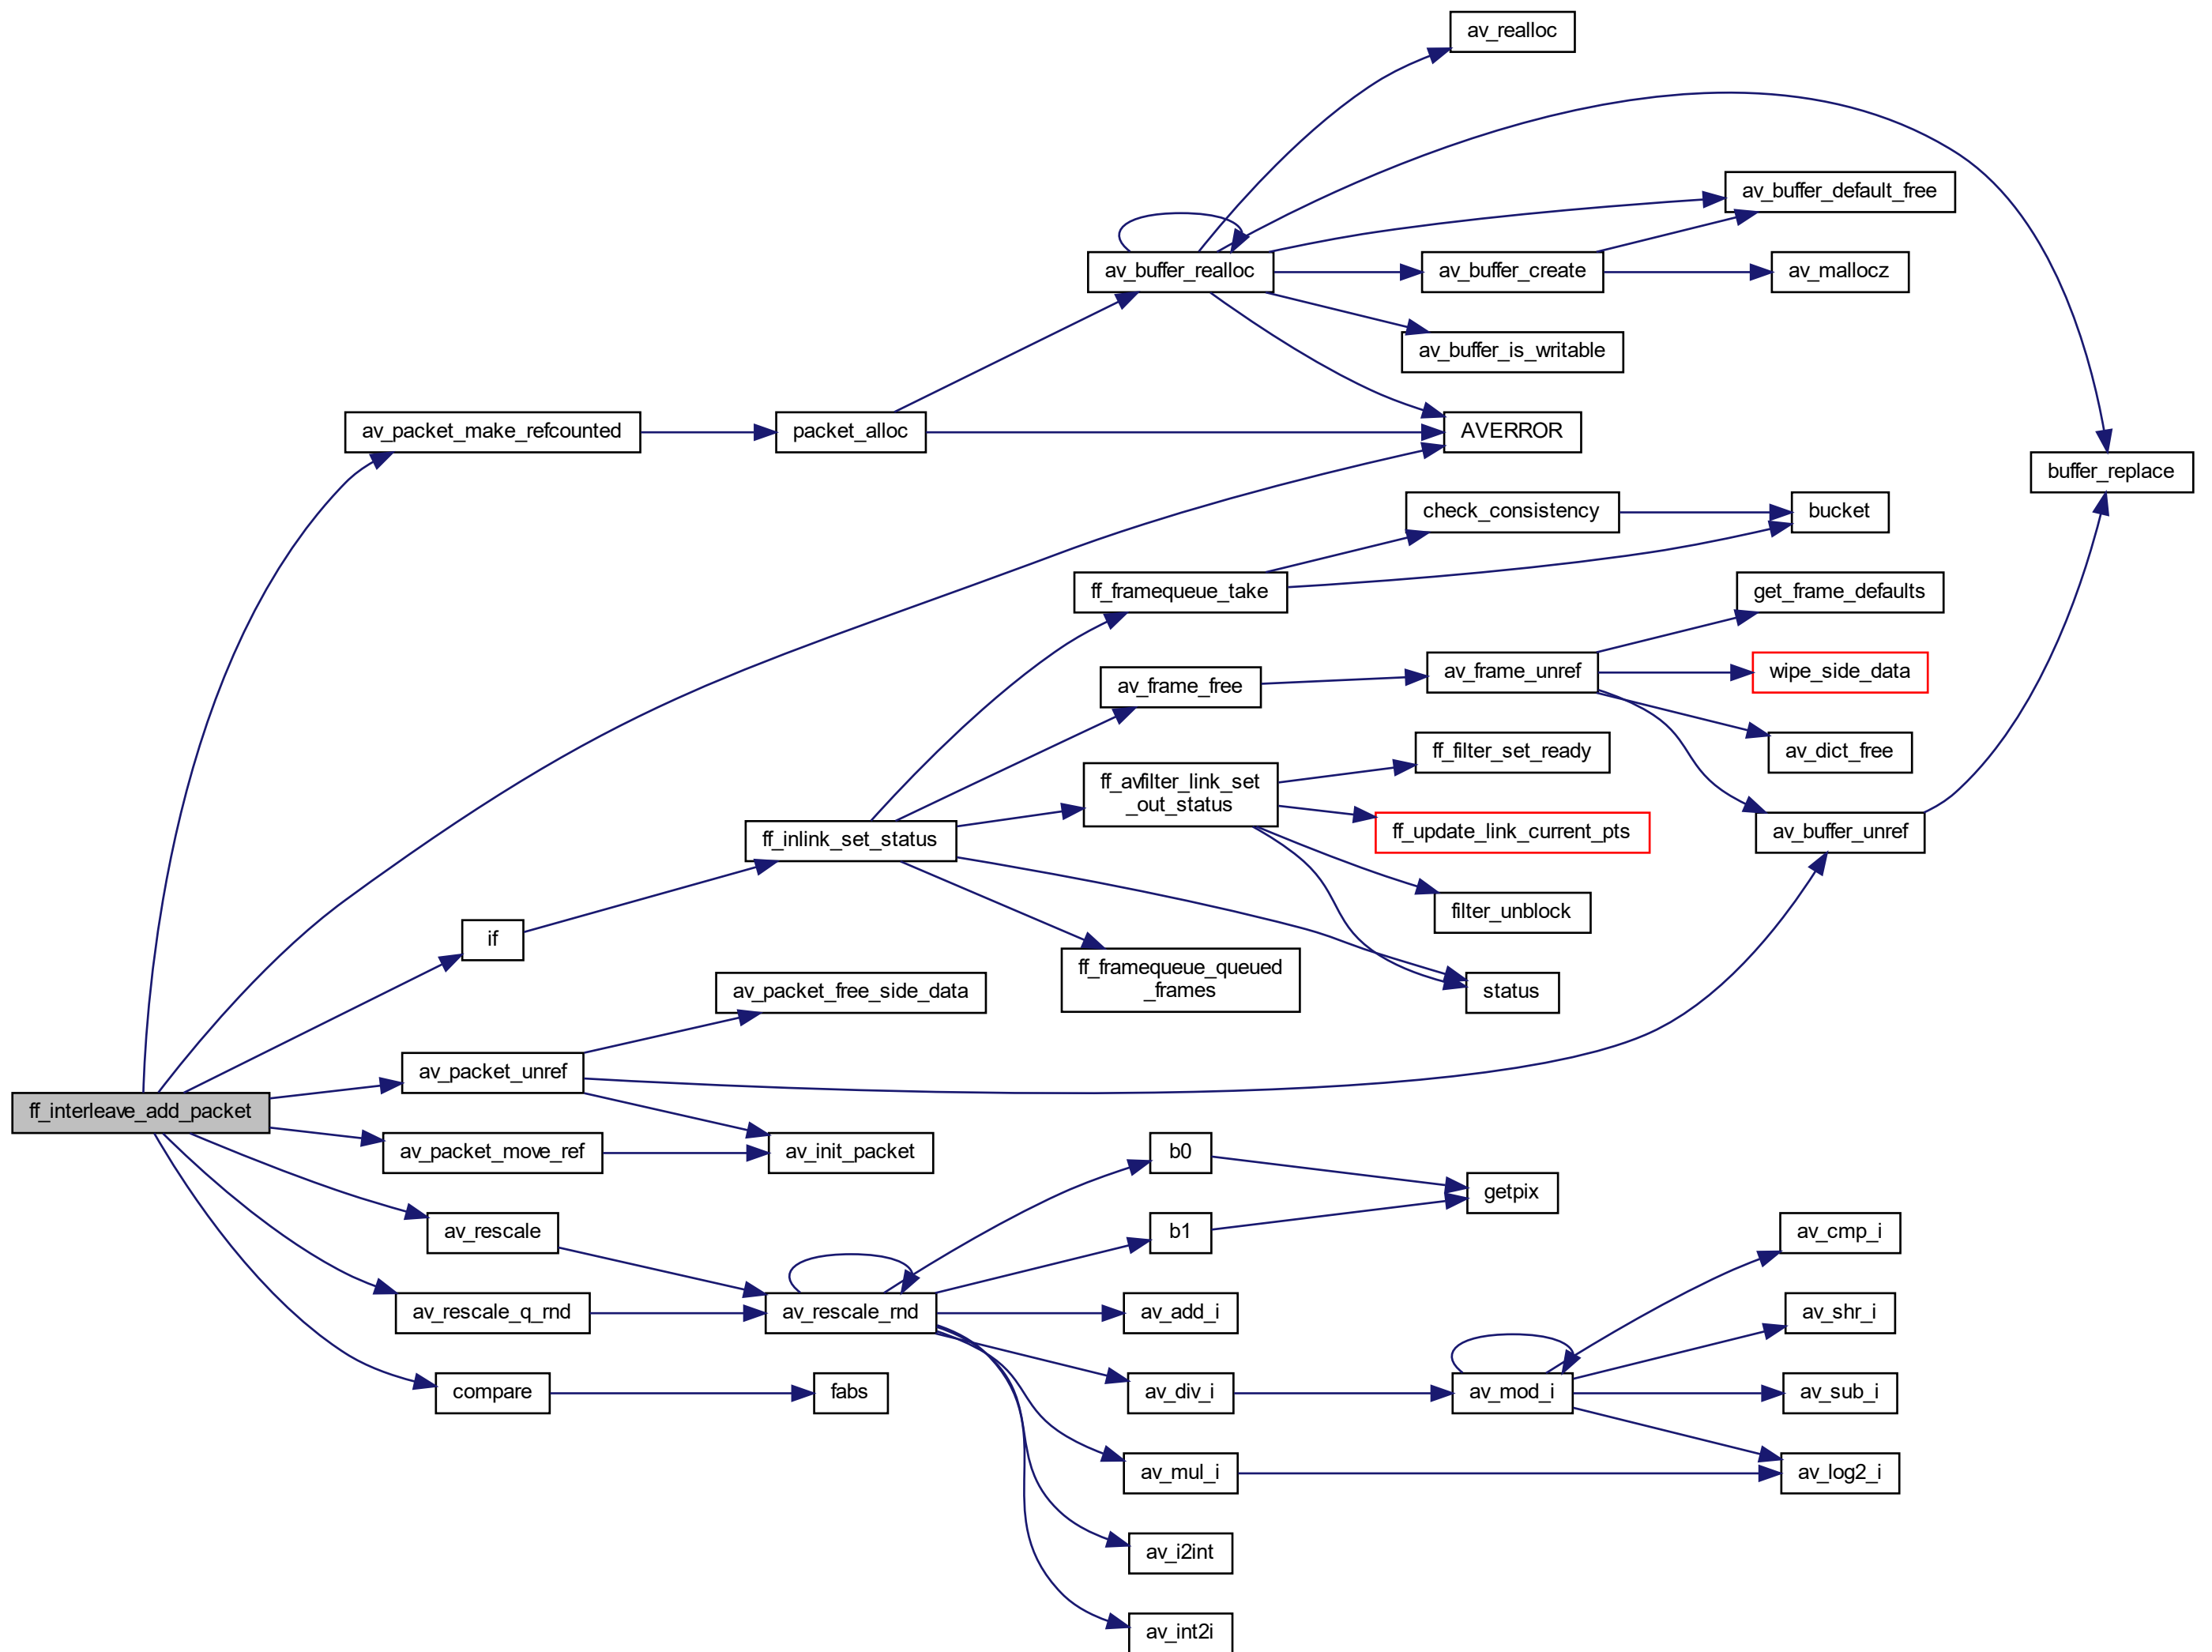 av_realloc
av_buffer_default_free
av_buffer_realloc
av_buffer_create
av_mallocz
av_buffer_is_writable
av_packet_make_refcounted
packet_alloc
AVERROR
buffer_replace
check_consistency
bucket
ff_framequeue_take
get_frame_defaults
av_frame_free
av_frame_unref
wipe_side_data
ff_filter_set_ready
av_dict_free
ff_avfilter_link_set
_out_status
ff_inlink_set_status
ff_update_link_current_pts
av_buffer_unref
filter_unblock
if
ff_framequeue_queued
_frames
status
av_packet_free_side_data
av_packet_unref
ff_interleave_add_packet
av_packet_move_ref
av_init_packet
b0
getpix
av_rescale
b1
av_cmp_i
av_rescale_q_rnd
av_rescale_rnd
av_add_i
av_shr_i
compare
fabs
av_div_i
av_mod_i
av_sub_i
av_mul_i
av_log2_i
av_i2int
av_int2i